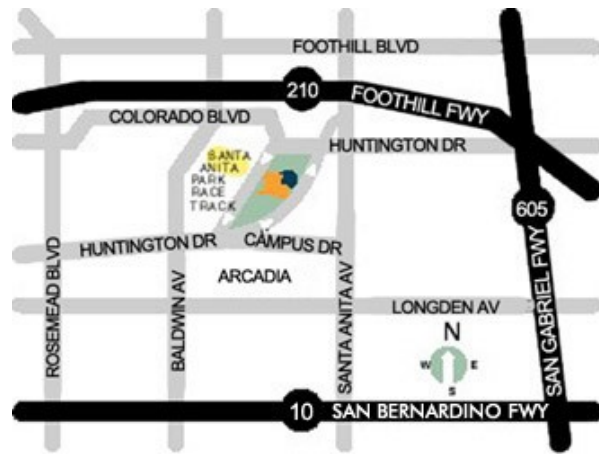 FOOTHILL BLVD
210
FOOTHILL FWY
COLORADO BLVD
HUNTINGTON DR
SANTA
ANITA
PARK
RACE
TRACK
605
HUNTINGTON DR
CAMPUS DR
ARCADIA
ROSEMEAD BLVD
BALDWIN AV
SANTA ANITA AV
SAN GABRIEL FWY
LONGDEN AV
N
W
E
S
10
SAN BERNARDINO FWY